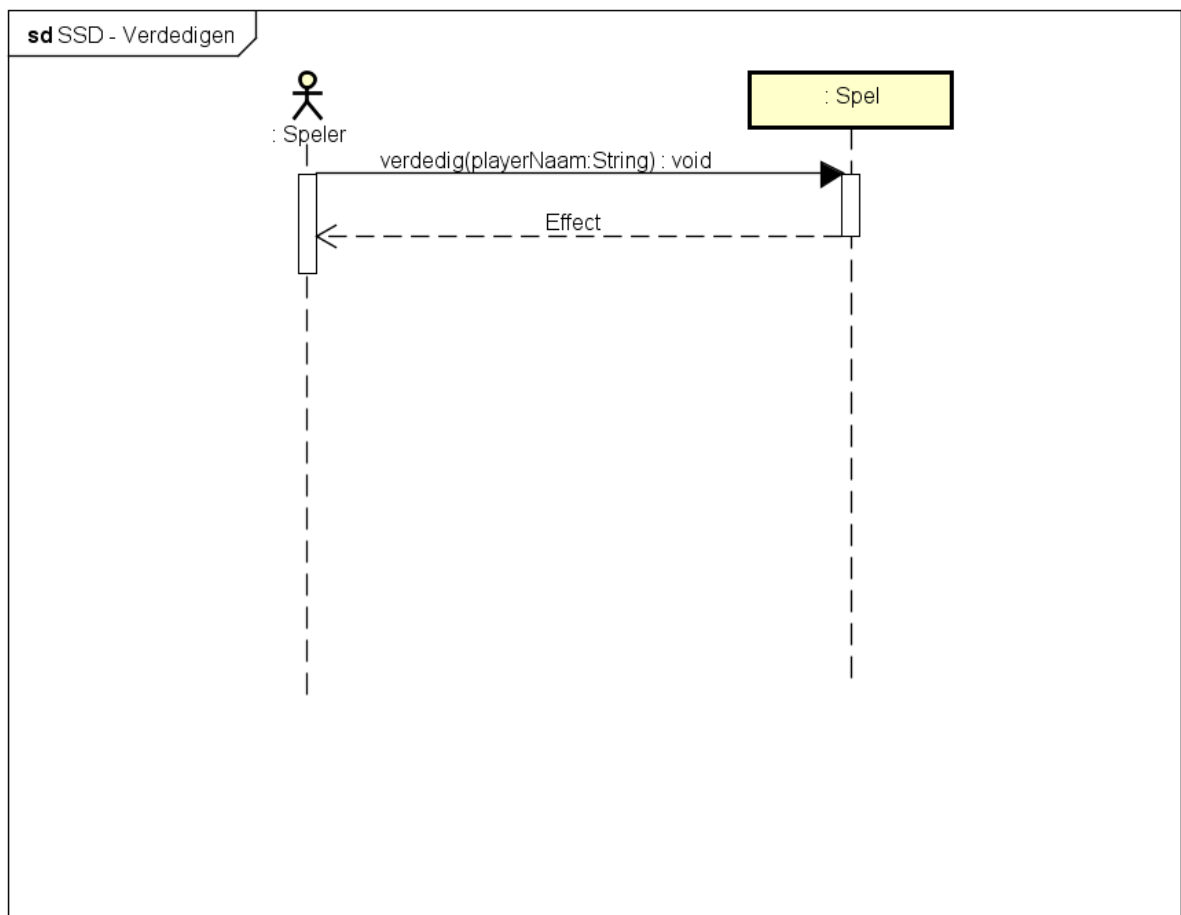 sd SSD - Verdedigen
: Speler
: Spel
verdedig(playerNaam:String) : void
Effect